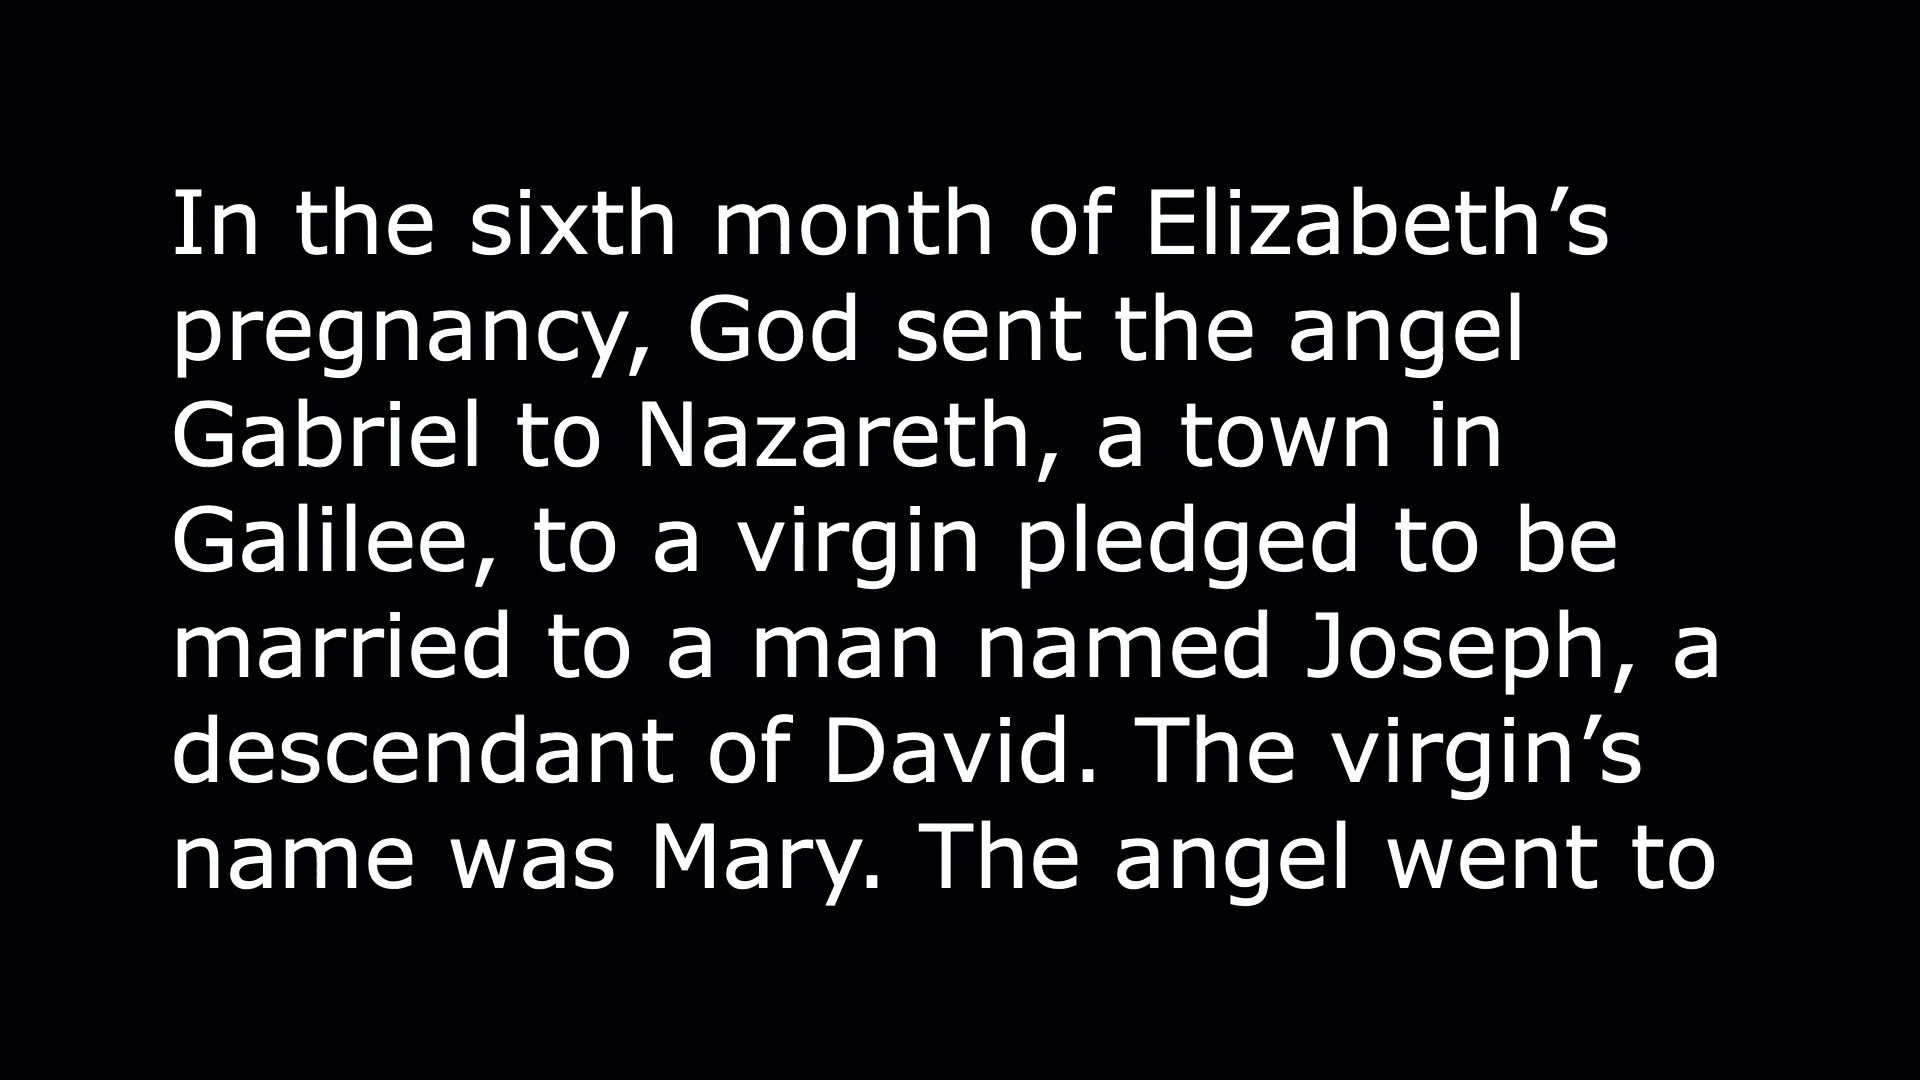 In the sixth month of Elizabeth’s
pregnancy, God sent the angel
Gabriel to Nazareth, a town in
Galilee, to a virgin pledged to be
married to a man named Joseph, a
descendant of David. The virgin’s
name was Mary. The angel went to